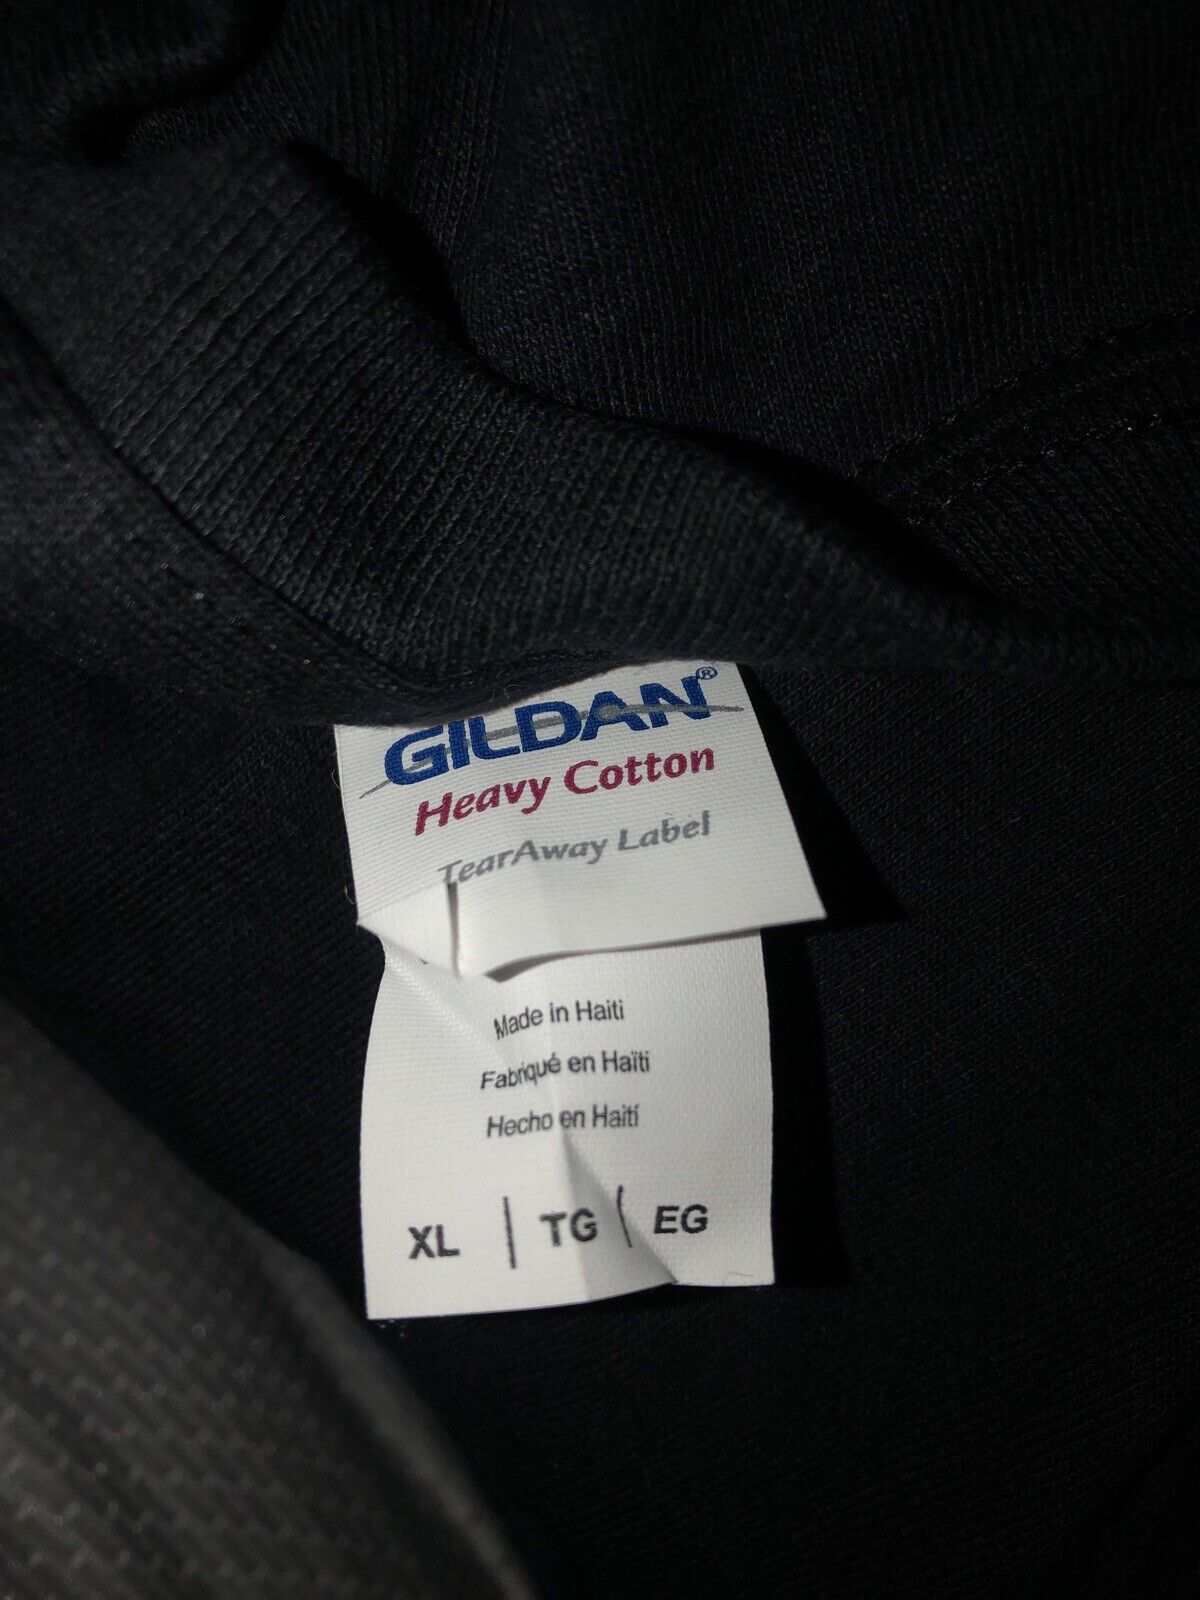 GILDAN®
Heavy Cotton
TearAway Label
Made in Haiti
Fabriqué en Haïti
Hecho en Haití
XL | TG | EG